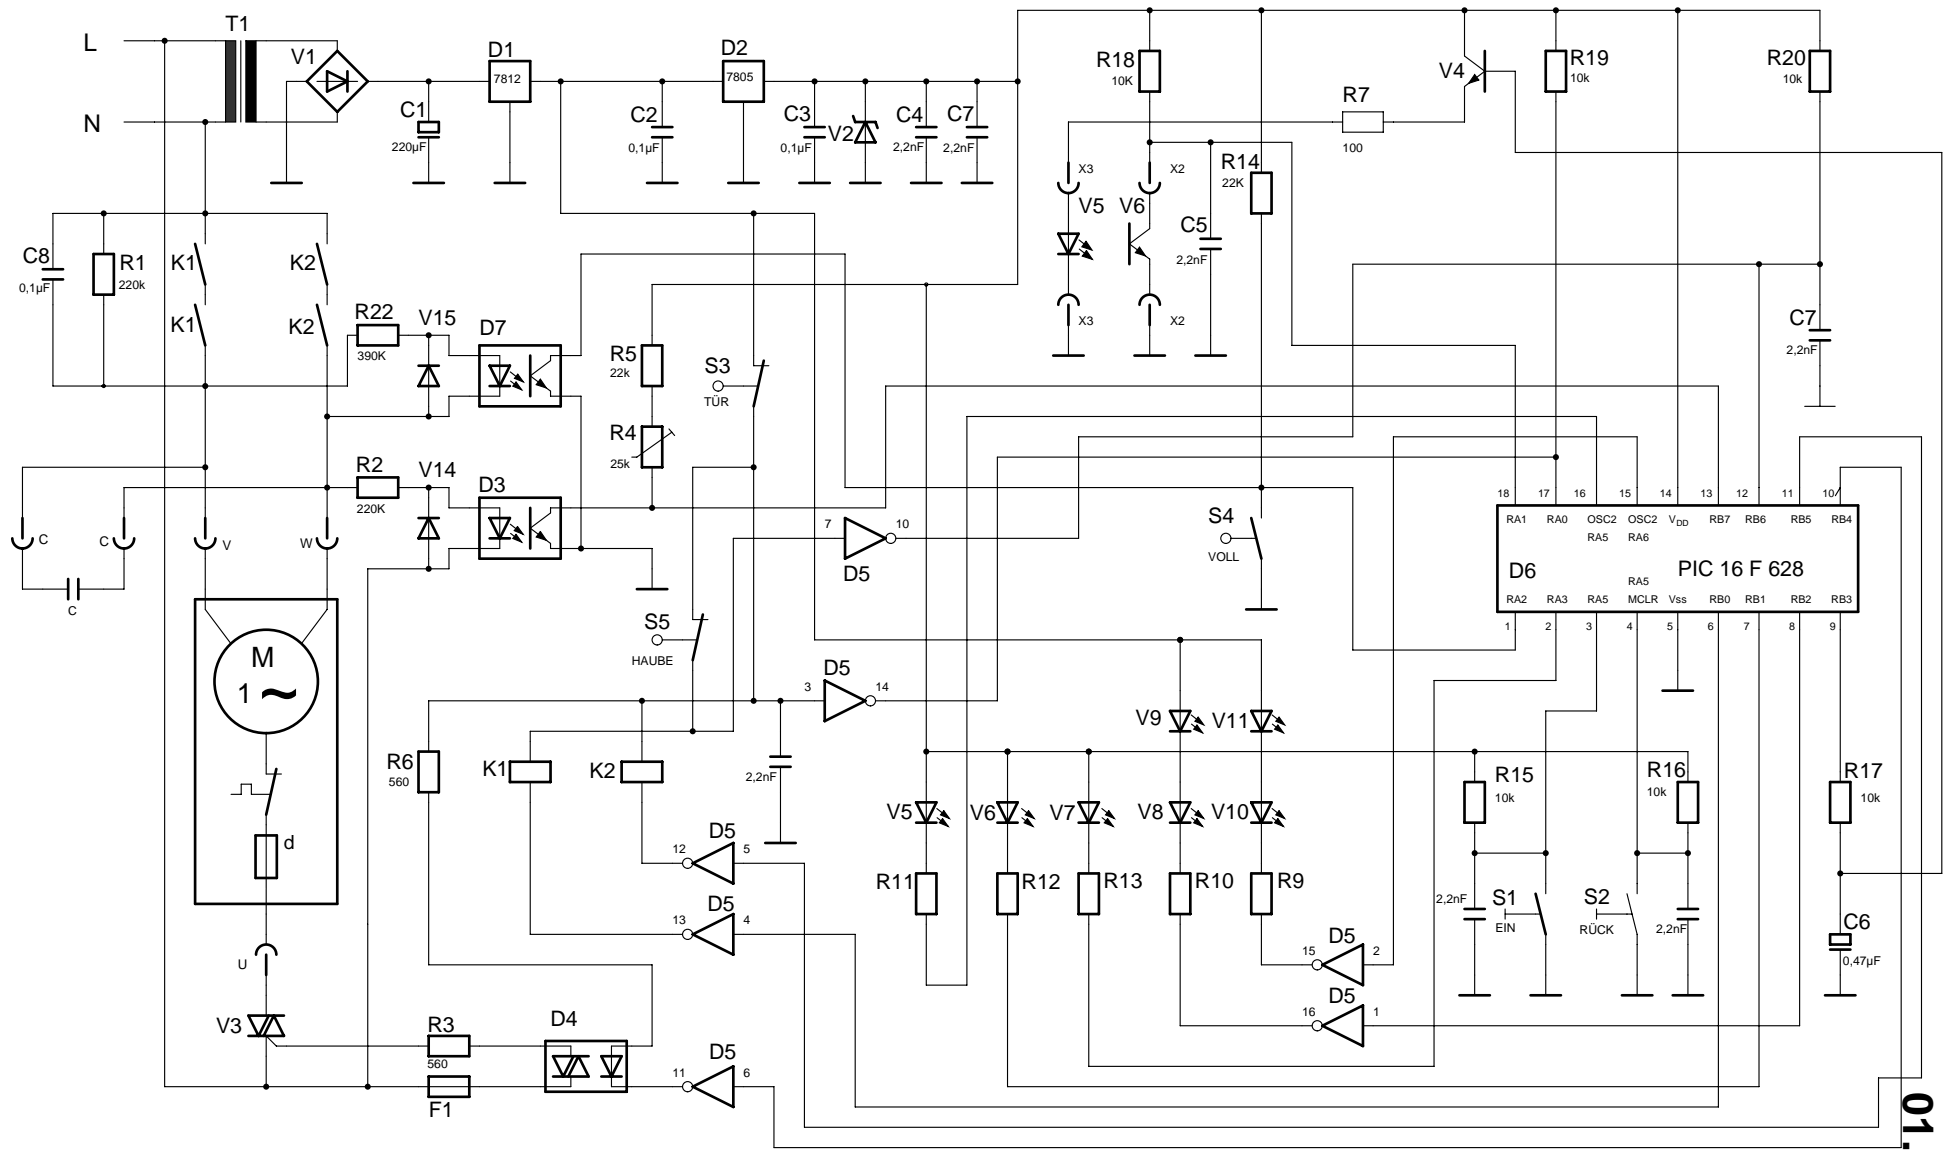 T1
L
N
V1
D1
7812
D2
7805
C1
220µF
C2
0,1µF
C3
0,1µF
V2
C4
2,2nF
C7
2,2nF
R18
10K
V4
R19
10k
R20
10k
R7
100
R14
22K
X3
X2
V5
V6
C5
2,2nF
X3
X2
C7
2,2nF
C8
0,1µF
R1
220k
K1
K2
K1
K2
R22
390K
V15
D7
R5
22k
S3
TÜR
R4
25k
R2
220K
V14
D3
C
C
V
W
C
7
10
D5
S4
VOLL
18 17 16 15 14 13 12 11 10
RA1 RA0 OSC2 OSC2 VDD RB7 RB6 RB5 RB4
RA5 RA6
D6
PIC 16 F 628
RA5
RA2 RA3 RA5 MCLR Vss RB0 RB1 RB2 RB3
1 2 3 4 5 6 7 8 9
M
1 ~
d
U
S5
HAUBE
D5
3
14
R6
560
K1
K2
2,2nF
V9
V11
V5
V6
V7
V8
V10
R15
10k
R16
10k
R17
10k
D5
12
5
D5
13
4
R11
R12
R13
R10
R9
2,2nF
S1
EIN
S2
RÜCK
2,2nF
C6
0,47µF
D5
15
2
D5
16
1
V3
R3
560
F1
D4
D5
11
6
01.